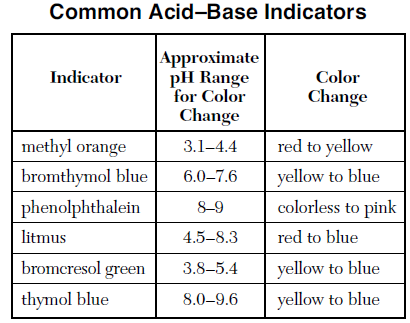 Common Acid–Base Indicators
Indicator
Approximate
pH Range
for Color
Change
Color
Change
methyl orange 3.1–4.4 red to yellow
bromthymol blue 6.0–7.6 yellow to blue
phenolphthalein 8–9 colorless to pink
litmus 4.5–8.3 red to blue
bromcresol green 3.8–5.4 yellow to blue
thymol blue 8.0–9.6 yellow to blue